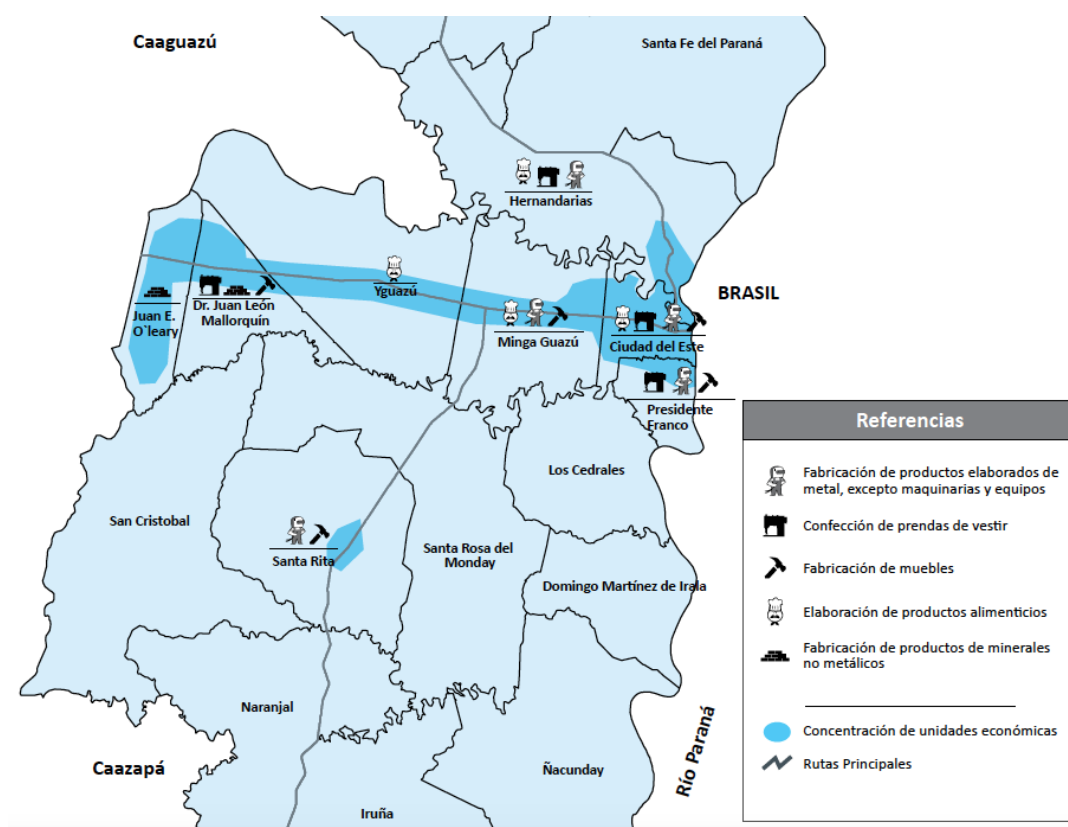 Caaguazú
Santa Fe del Paraná
Hernandarias
BRASIL
Juan E.
O`leary
Dr. Juan León
Mallorquín
Yguazú
Minga Guazú
Ciudad del Este
Presidente
Franco
Los Cedrales
San Cristobal
Santa Rita
Santa Rosa del
Monday
Domingo Martínez de Irala
Naranjal
Caazapá
Ñacunday
Río Paraná
Iruña
Referencias
Fabricación de productos elaborados de
metal, excepto maquinarias y equipos
Confección de prendas de vestir
Fabricación de muebles
Elaboración de productos alimenticios
Fabricación de productos de minerales
no metálicos
Concentración de unidades económicas
Rutas Principales